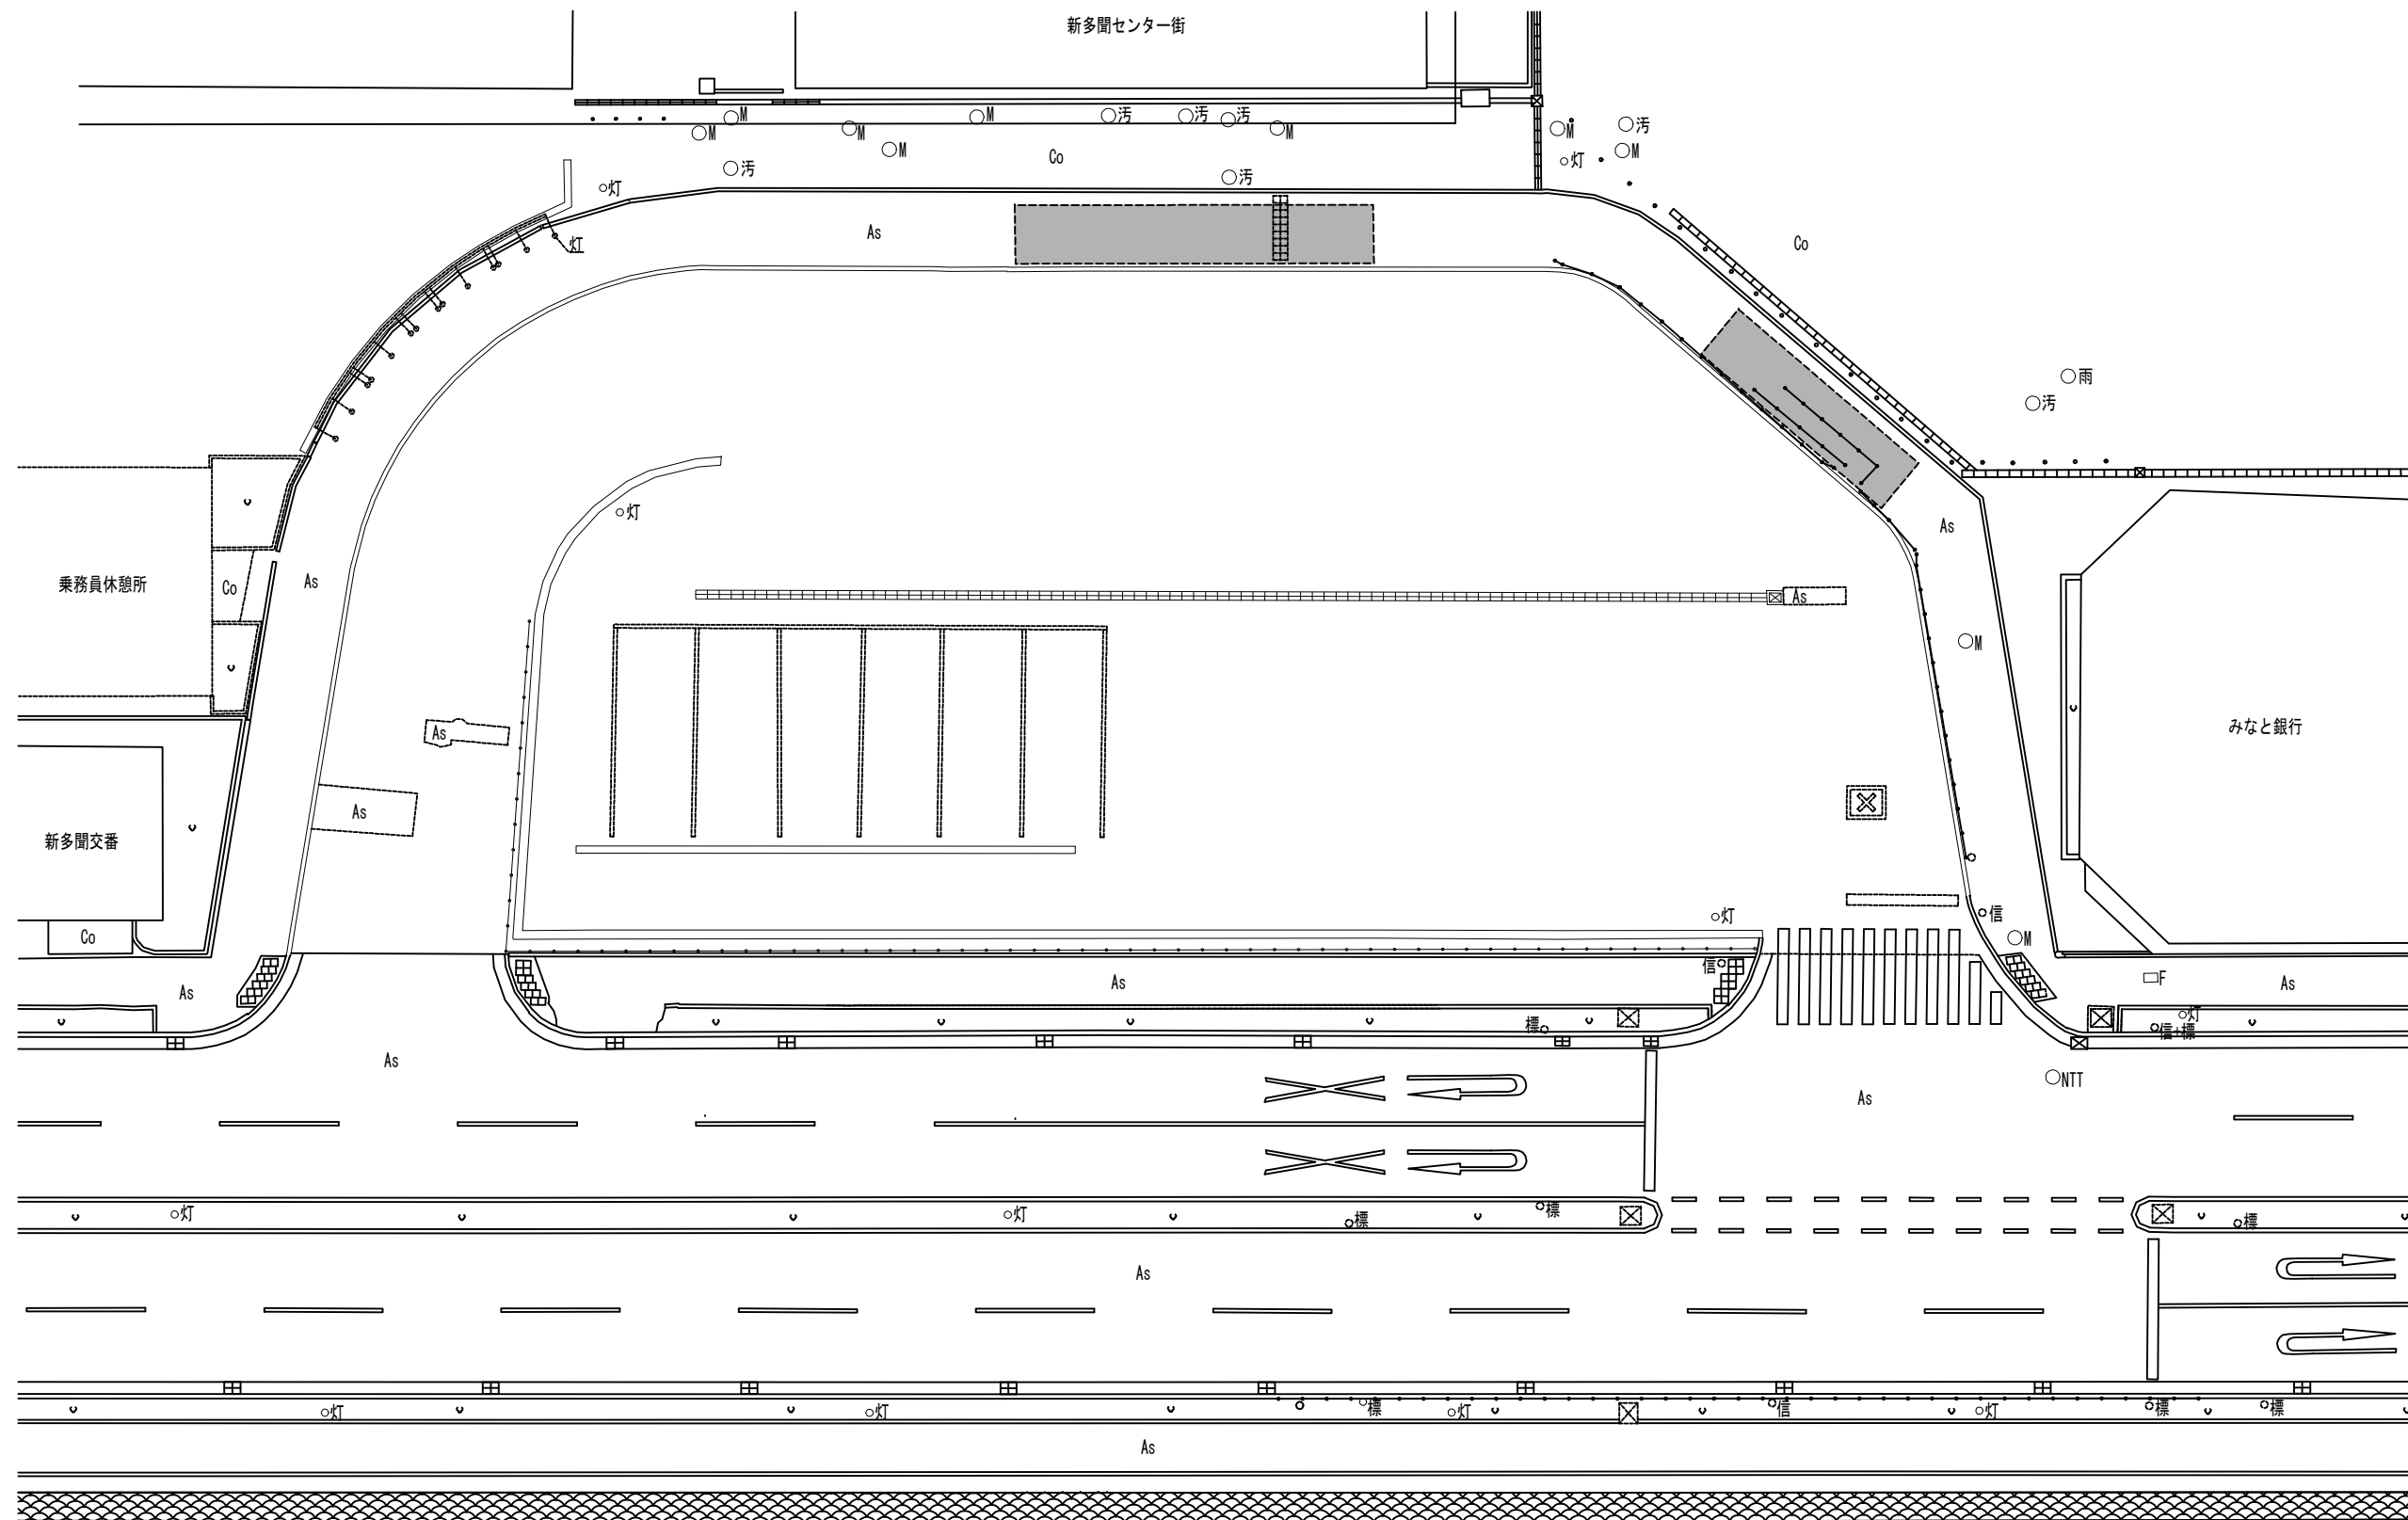 新多聞センター街
M
M
M
M
M
汚
汚
汚
M
M
汚
M
灯
汚
Co
汚
灯
As
灯
Co
雨
汚
灯
As
As
乗務員休憩所
Co
As
M
みなと銀行
As
As
新多聞交番
Co
灯
信
M
信
As
As
F
As
標
灯
信+標
As
NTT
As
灯
灯
標
標
標
As
灯
灯
標
灯
信
灯
標
標
As